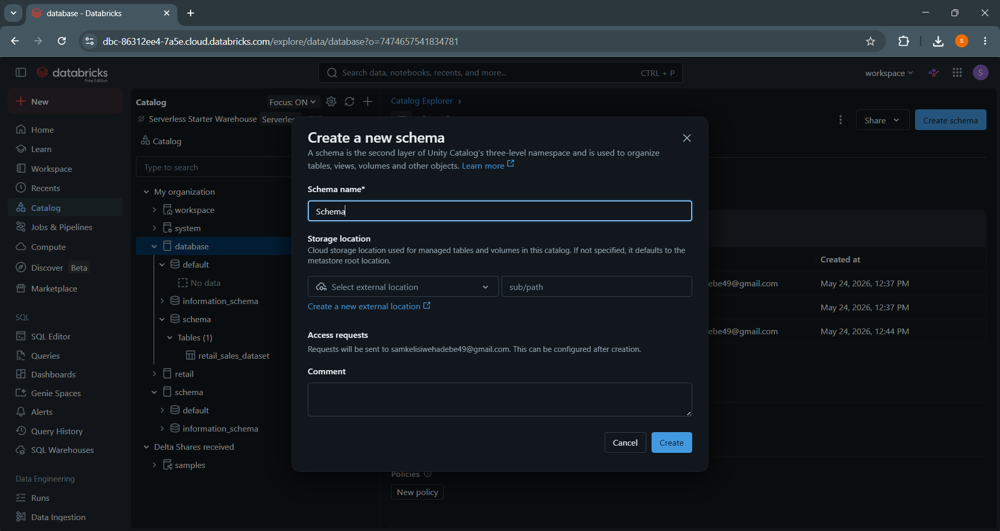 database - Databricks
dbc-86312ee4-7a5e.cloud.databricks.com/explore/data/database?o=7474657541834781
S
databricks
Free Edition
Search data, notebooks, recents, and more...
CTRL + P
workspace
S
New
Home
Learn
Workspace
Recents
Catalog
Jobs & Pipelines
Compute
Discover Beta
Marketplace
SQL
SQL Editor
Queries
Dashboards
Genie Spaces
Alerts
Query History
SQL Warehouses
Data Engineering
Runs
Data Ingestion
Catalog
Focus: ON
Serverless Starter Warehouse
Catalog
Type to search
My organization
workspace
system
database
default
No data
information_schema
schema
Tables (1)
retail_sales_dataset
retail
schema
default
information_schema
Delta Shares received
samples
Catalog Explorer >
Share
Create schema
Create a new schema
A schema is the second layer of Unity Catalog's three-level namespace and is used to organize
tables, views, volumes and other objects. Learn more
Schema name*
Schema
Storage location
Cloud storage location used for managed tables and volumes in this catalog. If not specified, it defaults to the
metastore root location.
Select external location
sub/path
Create a new external location
Access requests
Requests will be sent to samkelisiwehadebe49@gmail.com. This can be configured after creation.
Comment
Cancel
Create
Created at
ebe49@gmail.com
May 24, 2026, 12:37 PM
May 24, 2026, 12:37 PM
ebe49@gmail.com
May 24, 2026, 12:44 PM
Policies
New policy